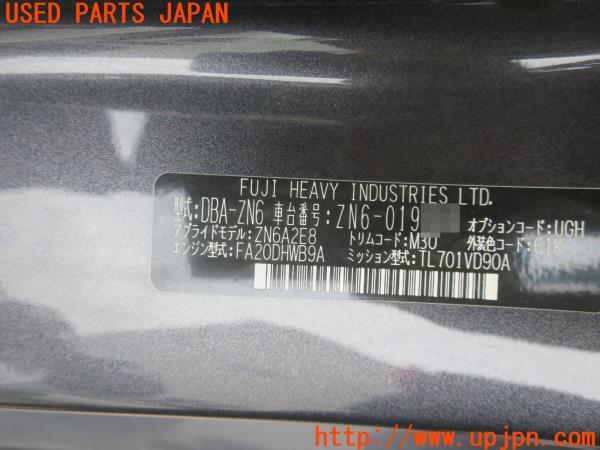 USED PARTS JAPAN
FUJI HEAVY INDUSTRIES LTD.
型式:DBA-ZN6 車台番号:ZN6-019 オプションコード:UGH
アプライドモデル:ZN6A2E8 トリムコード:M30 外装色コード:61K
エンジン型式:FA20DHWB9A ミッション型式:TL701VD90A
http://www.upjpn.com/